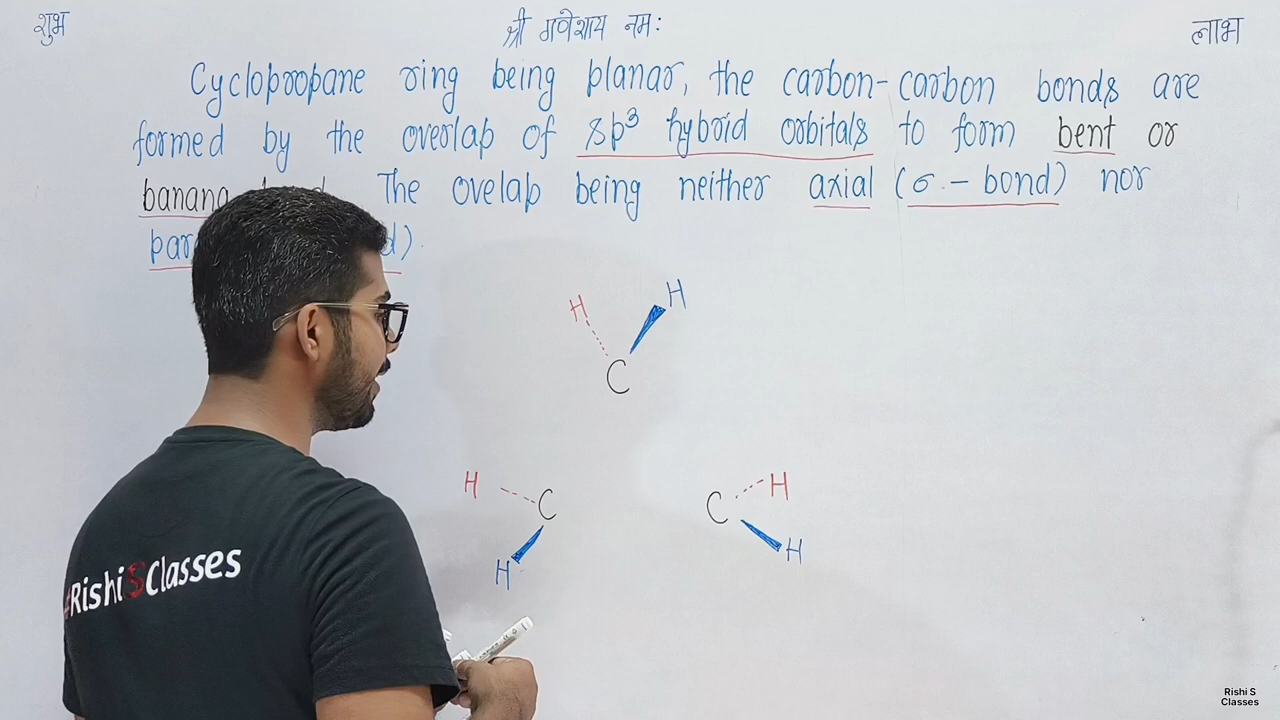 शुभ
श्री गणेशाय नमः
लाभ
Cyclopropane ring being planar, the carbon-carbon bonds are
formed by the overlap of sp³ hybrid orbitals to form bent or
banana The ovelap being neither axial (σ - bond) nor
H H
C
H C
H
C H
H
#RishiSClasses
Rishi S
Classes